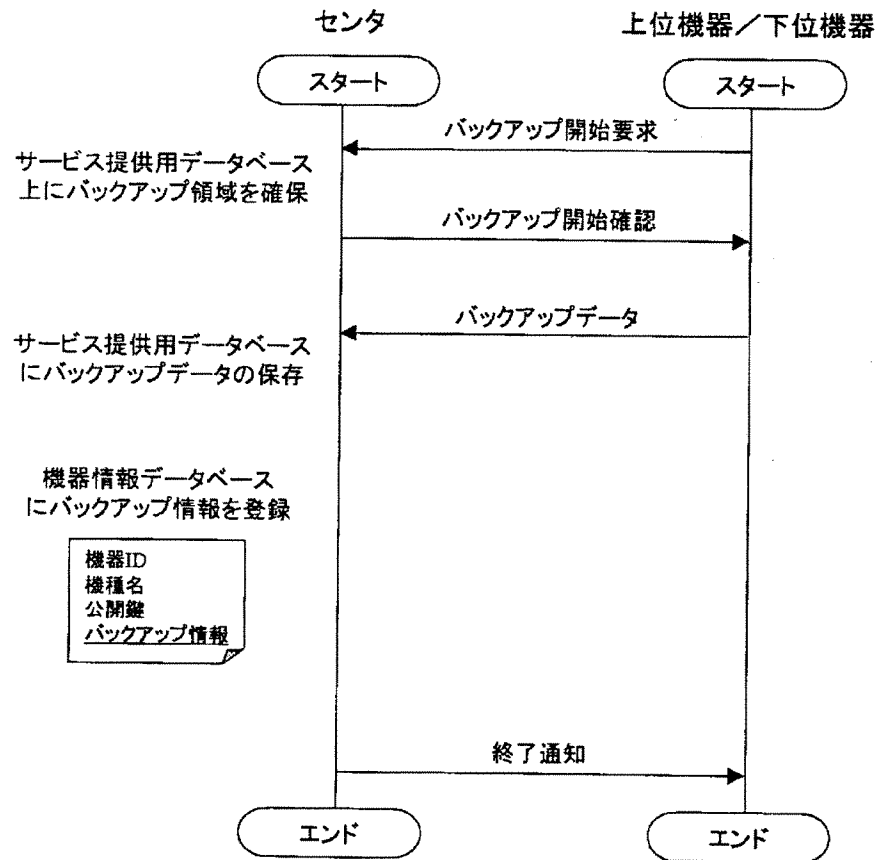 センタ
上位機器／下位機器
スタート
スタート
バックアップ開始要求
サービス提供用データベース
上にバックアップ領域を確保
バックアップ開始確認
バックアップデータ
サービス提供用データベース
にバックアップデータの保存
機器情報データベース
にバックアップ情報を登録
機器ID
機種名
公開鍵
バックアップ情報
終了通知
エンド
エンド